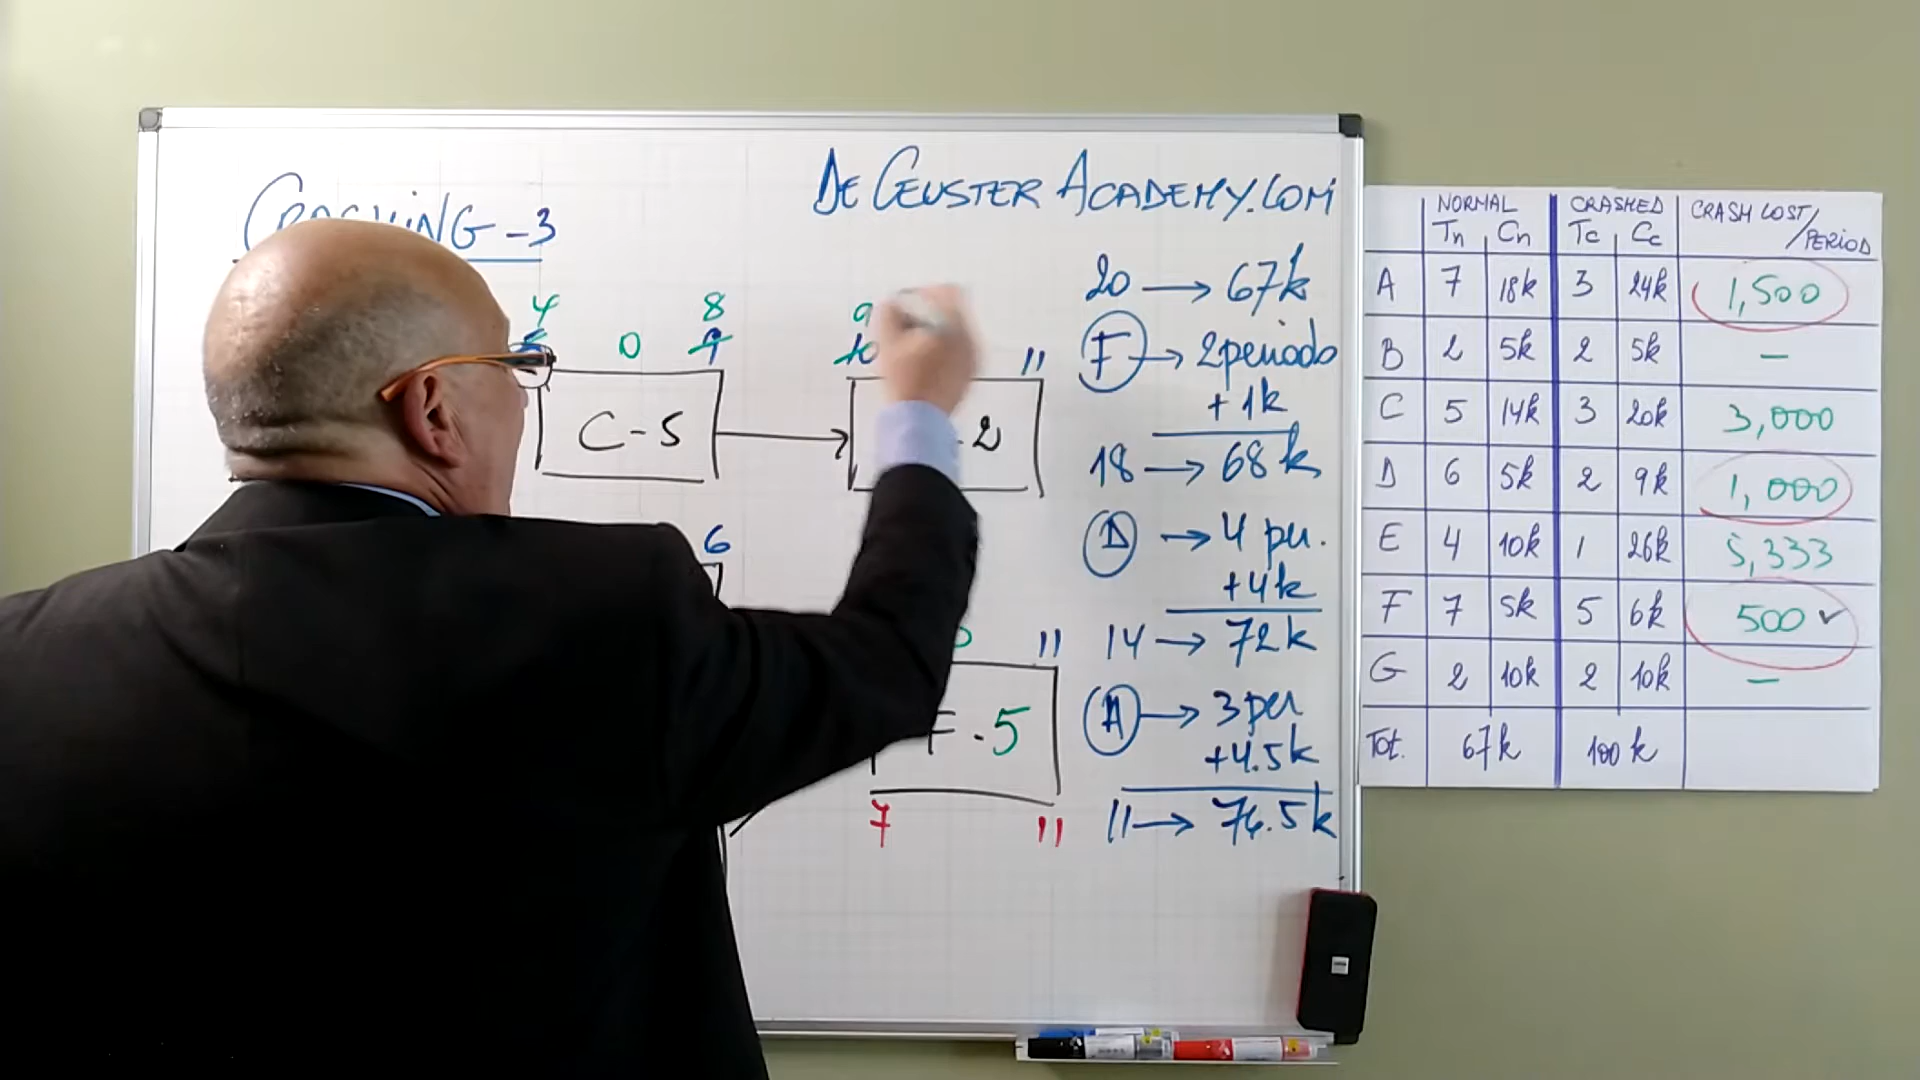 CRASHING-3
DE CEUSTER ACADEMY.COM
4
0
8
9
9
10
11
C-5
-2
6
11
F-5
7
11
20 → 67k
F → 2 periods
+ 1k
18 → 68k
D → 4 per.
+4k
14 → 72k
A → 3 per
+4.5k
11 → 76.5k
NORMAL CRASHED CRASH COST/PERIOD
Tn Cn Tc Cc
A 7 18k 3 24k 1,500
B 2 5k 2 5k —
C 5 14k 3 20k 3,000
D 6 5k 2 9k 1,000
E 4 10k 1 26k 5,333
F 7 5k 5 6k 500 ✓
G 2 10k 2 10k —
Tot. 67k 100k